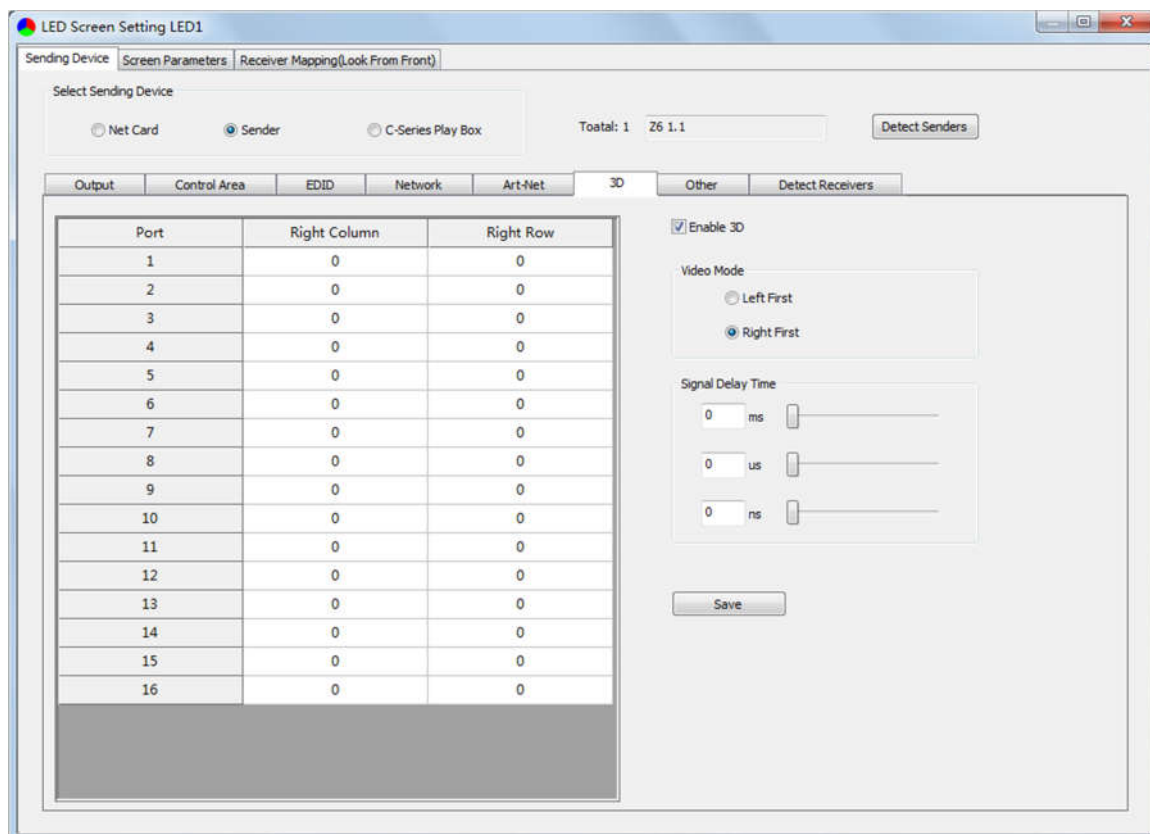 LED Screen Setting LED1
Sending Device Screen Parameters Receiver Mapping(Look From Front)
Select Sending Device
Net Card Sender C-Series Play Box Toatal: 1 Z6 1.1 Detect Senders
Output Control Area EDID Network Art-Net 3D Other Detect Receivers
Port Right Column Right Row
1 0 0
2 0 0
3 0 0
4 0 0
5 0 0
6 0 0
7 0 0
8 0 0
9 0 0
10 0 0
11 0 0
12 0 0
13 0 0
14 0 0
15 0 0
16 0 0
Enable 3D
Video Mode
Left First
Right First
Signal Delay Time
0 ms
0 us
0 ns
Save